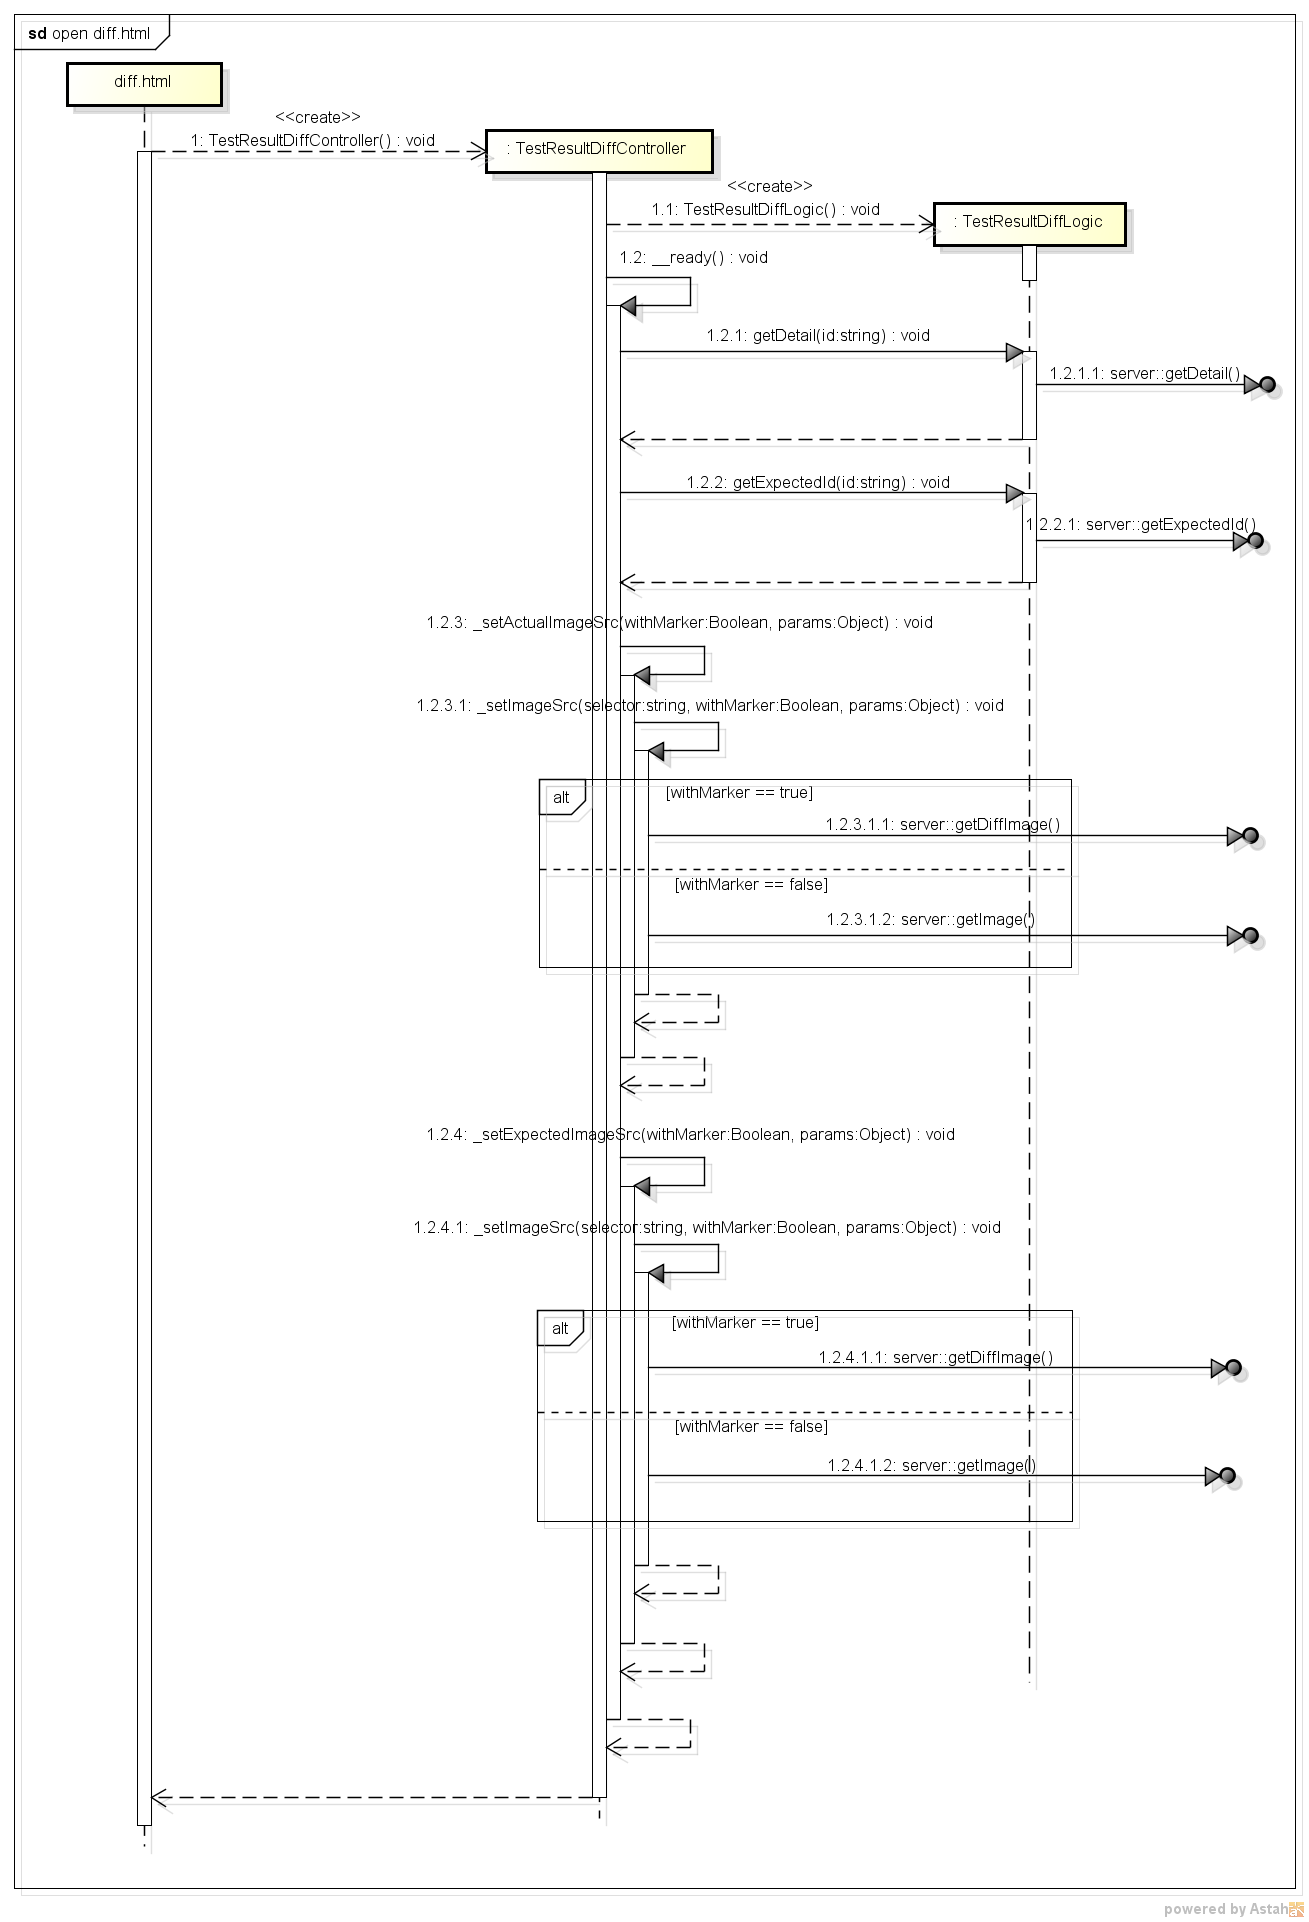 sd open diff.html
diff.html
<<create>>
1: TestResultDiffController() : void
: TestResultDiffController
<<create>>
1.1: TestResultDiffLogic() : void
: TestResultDiffLogic
1.2: __ready() : void
1.2.1: getDetail(id:string) : void
1.2.1.1: server::getDetail()
1.2.2: getExpectedId(id:string) : void
1.2.2.1: server::getExpectedId()
1.2.3: _setActualImageSrc(withMarker:Boolean, params:Object) : void
1.2.3.1: _setImageSrc(selector:string, withMarker:Boolean, params:Object) : void
alt
[withMarker == true]
1.2.3.1.1: server::getDiffImage()
[withMarker == false]
1.2.3.1.2: server::getImage()
1.2.4: _setExpectedImageSrc(withMarker:Boolean, params:Object) : void
1.2.4.1: _setImageSrc(selector:string, withMarker:Boolean, params:Object) : void
alt
[withMarker == true]
1.2.4.1.1: server::getDiffImage()
[withMarker == false]
1.2.4.1.2: server::getImage()
powered by Astah